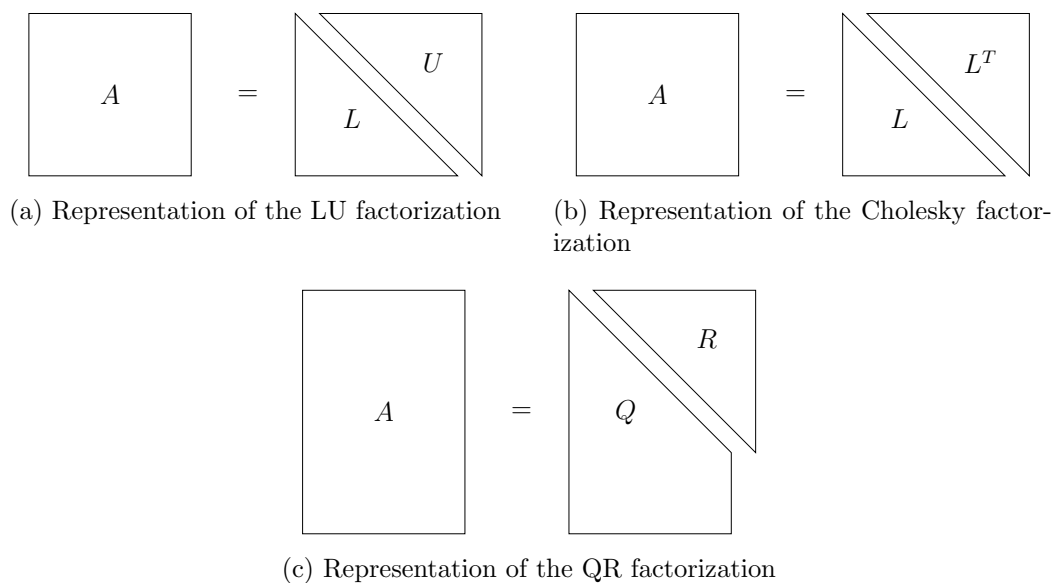 A = L U
A = L L^T
(a) Representation of the LU factorization
(b) Representation of the Cholesky factor-
ization
A = Q R
(c) Representation of the QR factorization